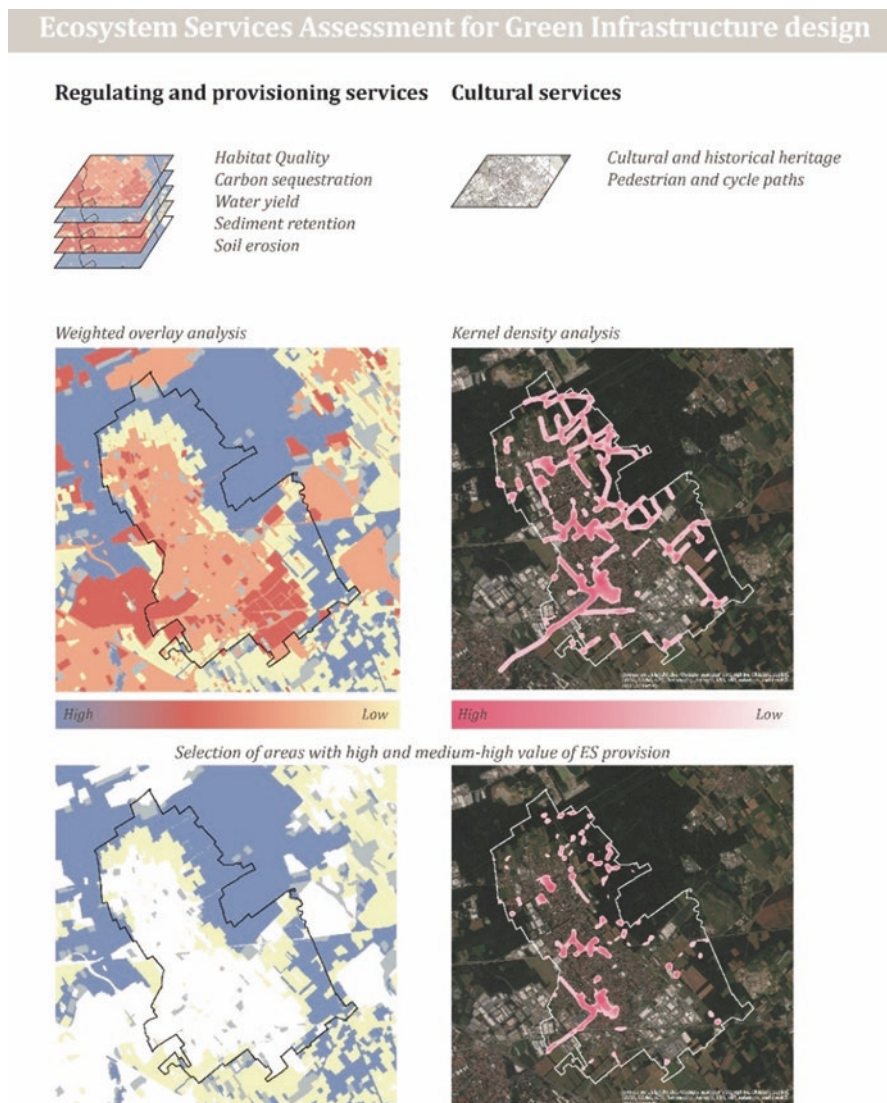 Ecosystem Services Assessment for Green Infrastructure design
Regulating and provisioning services
Cultural services
Habitat Quality
Carbon sequestration
Water yield
Sediment retention
Soil erosion
Cultural and historical heritage
Pedestrian and cycle paths
Weighted overlay analysis
Kernel density analysis
High
Low
High
Low
Selection of areas with high and medium-high value of ES provision